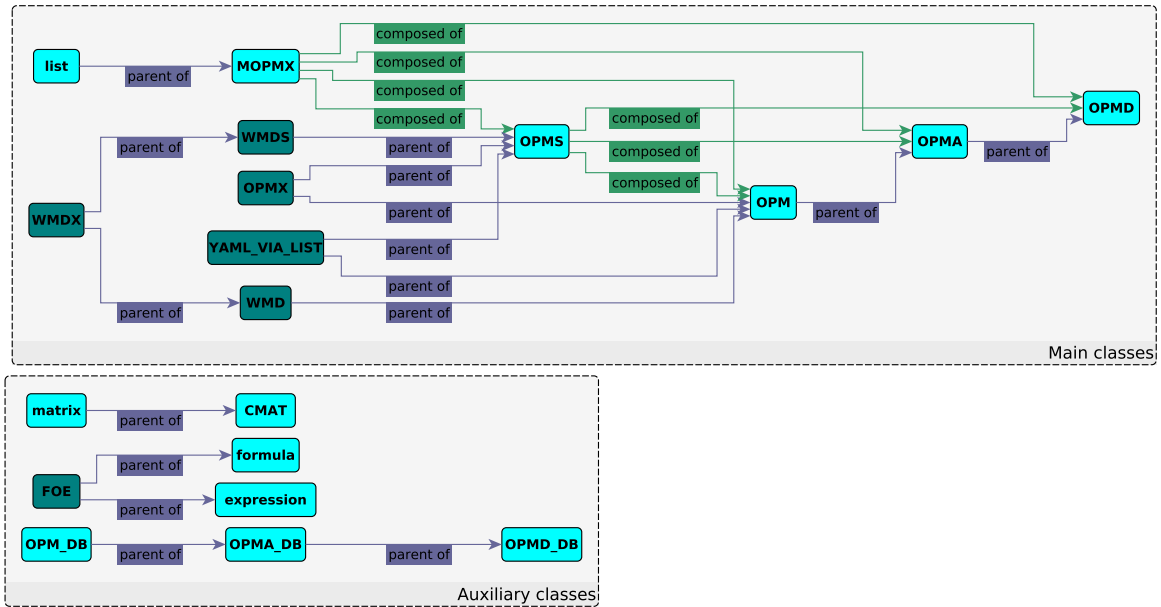 composed of
list
MOPMX
composed of
parent of
composed of
OPMD
composed of
composed of
WMDS
OPMS
OPMA
parent of
parent of
composed of
parent of
parent of
composed of
OPMX
OPM
parent of
parent of
WMDX
YAML_VIA_LIST
parent of
parent of
WMD
parent of
parent of
Main classes
matrix
CMAT
parent of
formula
parent of
FOE
expression
parent of
OPM_DB
OPMA_DB
OPMD_DB
parent of
parent of
Auxiliary classes